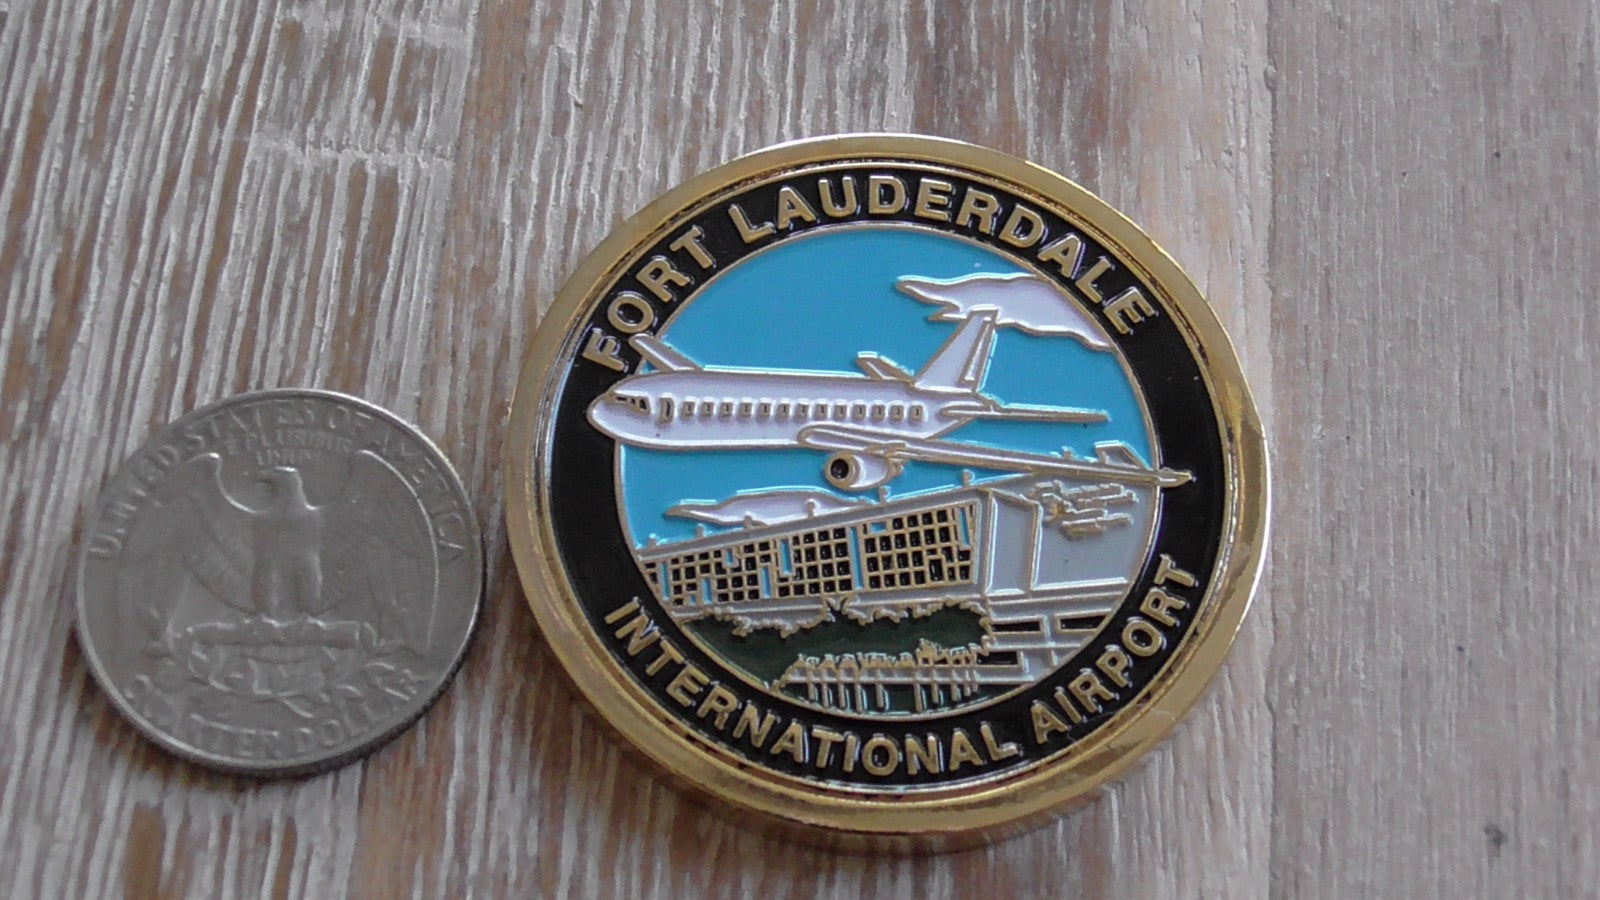 UNITED STATES OF AMERICA
E PLURIBUS
UNUM
QUARTER DOLLAR
FORT LAUDERDALE
INTERNATIONAL AIRPORT